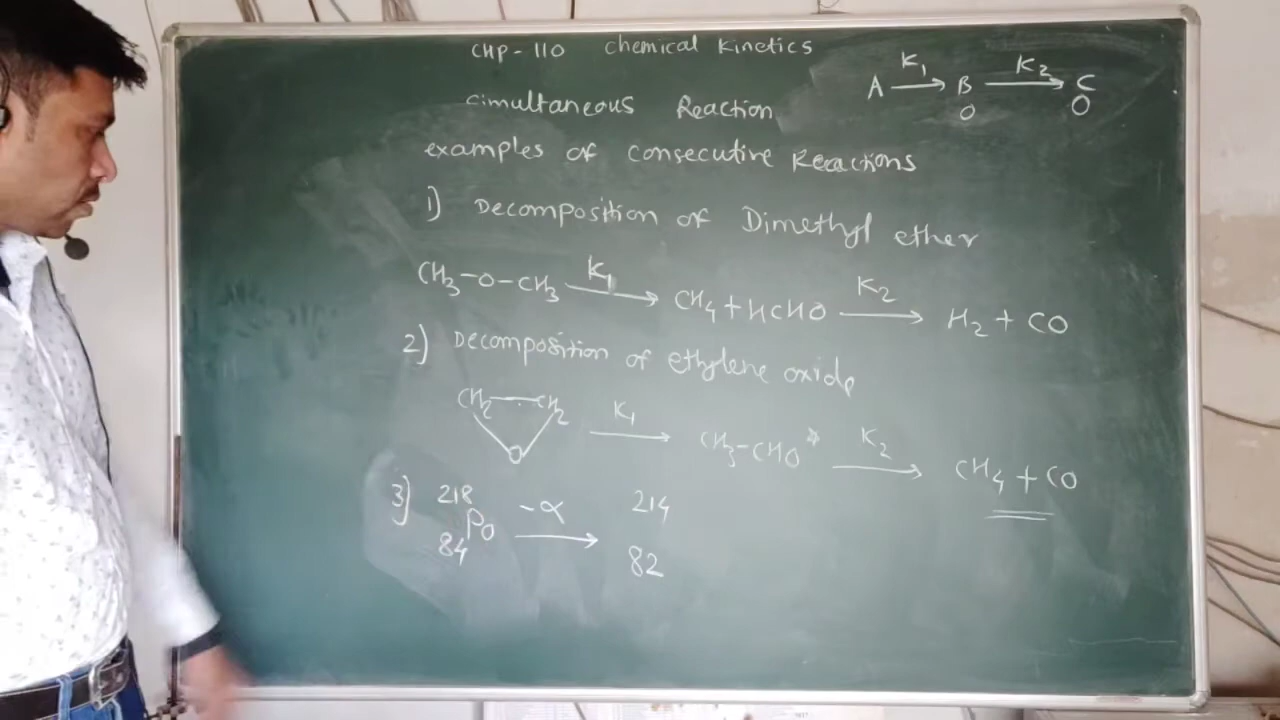 CHP-110 Chemical Kinetics
A K1 → B K2 → C
O O
Simultaneous Reaction
examples of consecutive Reactions
1) Decomposition of Dimethyl ether
CH3-O-CH3 K1 → CH4 + HCHO K2 → H2 + CO
2) Decomposition of ethylene oxide
CH2—CH2 O K1 → CH3-CHO* K2 → CH4 + CO
3) 218 84 Po -α → 214 82